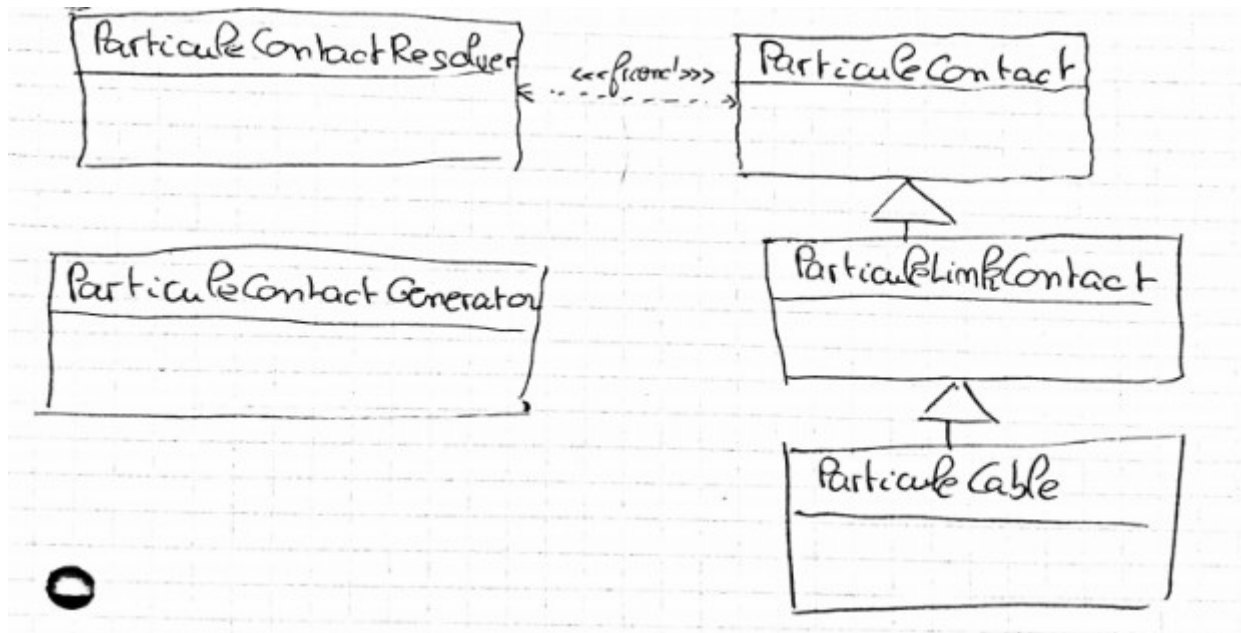 ParticuleContactResolver
<<friend>>
ParticuleContact
ParticuleContactGenerator
ParticuleLinkContact
ParticuleCable